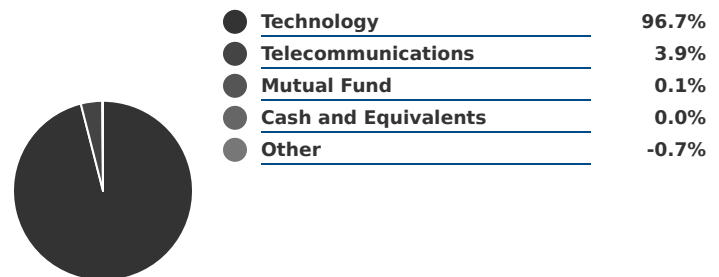 Technology 96.7%
Telecommunications 3.9%
Mutual Fund 0.1%
Cash and Equivalents 0.0%
Other -0.7%